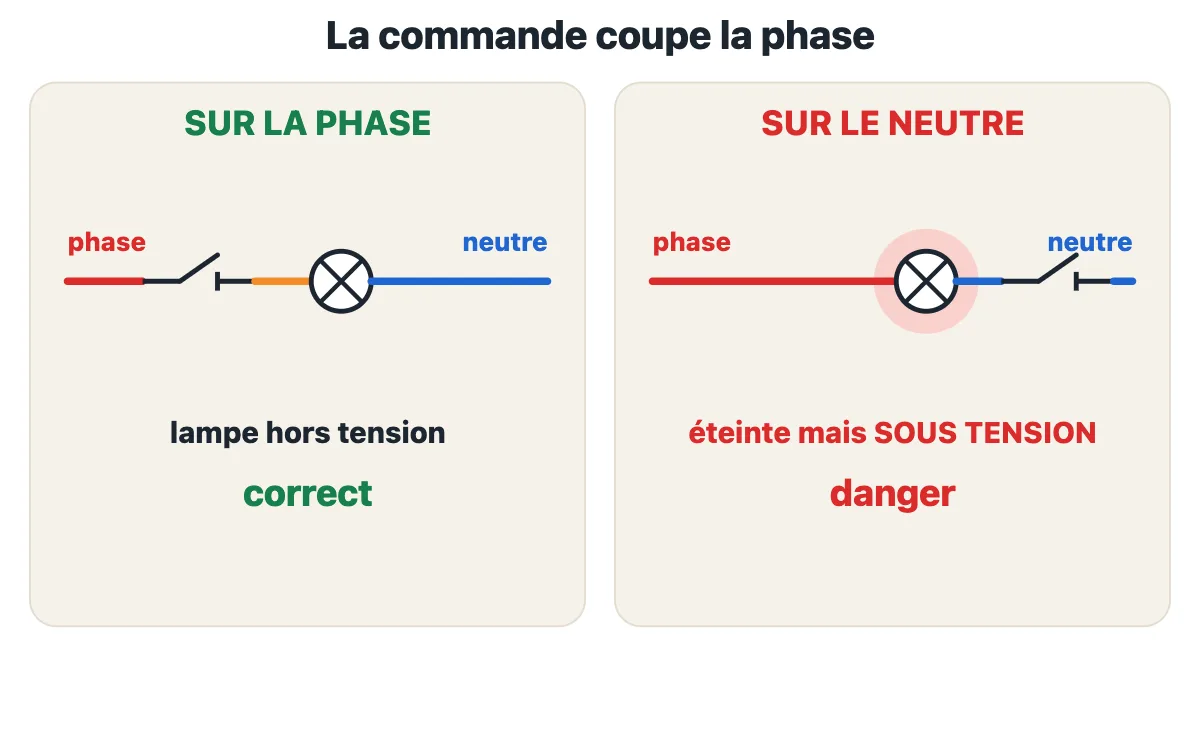 La commande coupe la phase
SUR LA PHASE
phase
neutre
lampe hors tension
correct
SUR LE NEUTRE
phase
neutre
éteinte mais SOUS TENSION
danger